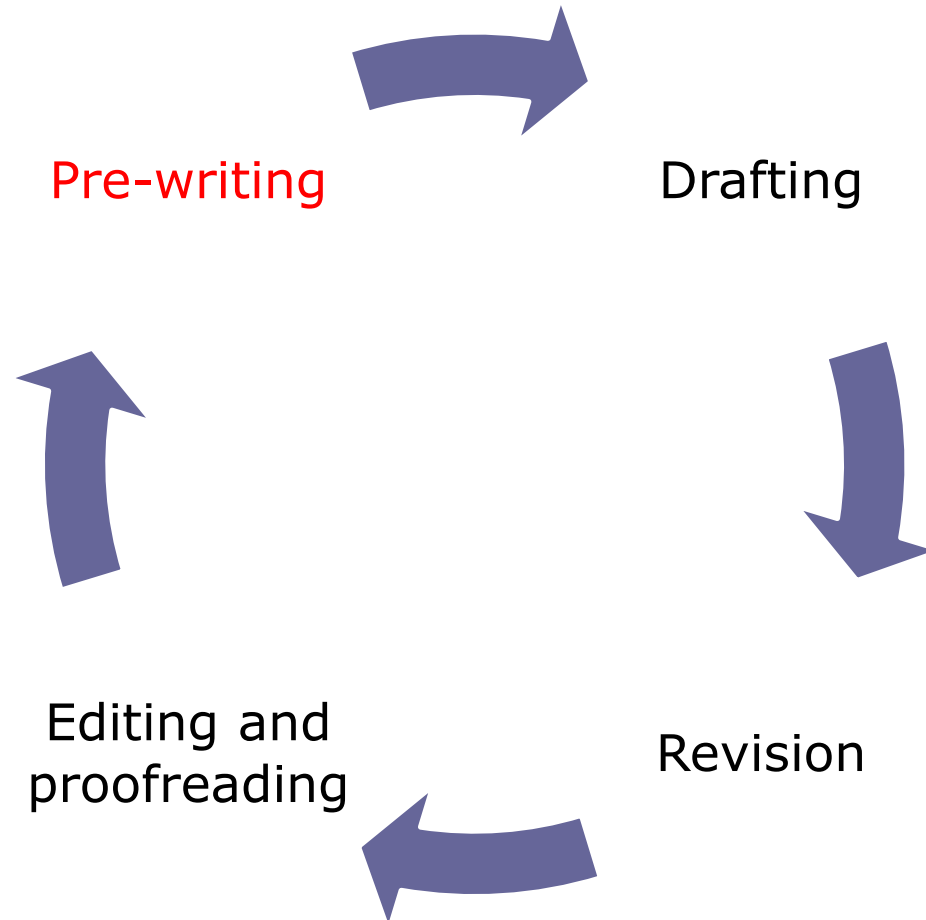 Pre-writing
Drafting
Editing and
proofreading
Revision